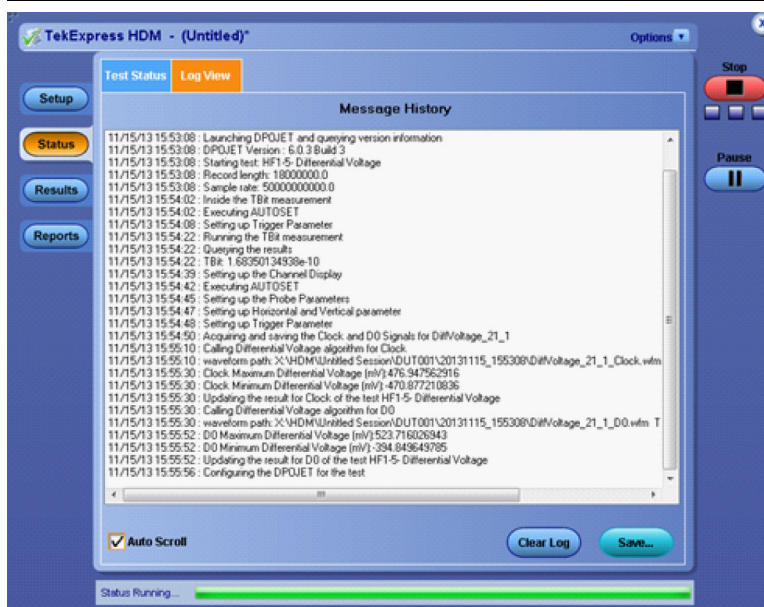 TekExpress HDM - (Untitled)*
Options
Test Status
Log View
Stop
Setup
Message History
Status
Pause
Results
Reports
11/15/13 15:53:08 : Launching DPOJET and querying version information
11/15/13 15:53:08 : DPOJET Version : 6.0.3 Build 3
11/15/13 15:53:08 : Starting test: HF1-5- Differential Voltage
11/15/13 15:53:08 : Record length: 18000000.0
11/15/13 15:53:08 : Sample rate: 50000000000.0
11/15/13 15:54:02 : Inside the TBit measurement
11/15/13 15:54:02 : Executing AUTOSET
11/15/13 15:54:08 : Setting up Trigger Parameter
11/15/13 15:54:22 : Running the TBit measurement
11/15/13 15:54:22 : Querying the results
11/15/13 15:54:22 : TBit: 1.68350134938e-10
11/15/13 15:54:39 : Setting up the Channel Display
11/15/13 15:54:42 : Executing AUTOSET
11/15/13 15:54:45 : Setting up the Probe Parameters
11/15/13 15:54:47 : Setting up Horizontal and Vertical parameter
11/15/13 15:54:48 : Setting up Trigger Parameter
11/15/13 15:54:50 : Acquiring and saving the Clock and D0 Signals for DiffVoltage_21_1
11/15/13 15:55:10 : Calling Differential Voltage algorithm for Clock
11/15/13 15:55:10 : waveform path: X:\HDM\Untitled Session\DUT001\20131115_155308\DiffVoltage_21_1_Clock.wfm
11/15/13 15:55:30 : Clock Maximum Differential Voltage (mV):476.947562916
11/15/13 15:55:30 : Clock Minimum Differential Voltage (mV):-470.877210836
11/15/13 15:55:30 : Updating the result for Clock of the test HF1-5- Differential Voltage
11/15/13 15:55:30 : Calling Differential Voltage algorithm for D0
11/15/13 15:55:30 : waveform path: X:\HDM\Untitled Session\DUT001\20131115_155308\DiffVoltage_21_1_D0.wfm T
11/15/13 15:55:52 : D0 Maximum Differential Voltage (mV):523.716026943
11/15/13 15:55:52 : D0 Minimum Differential Voltage (mV):-394.849649785
11/15/13 15:55:52 : Updating the result for D0 of the test HF1-5- Differential Voltage
11/15/13 15:55:56 : Configuring the DPOJET for the test
Auto Scroll
Clear Log
Save...
Status Running...